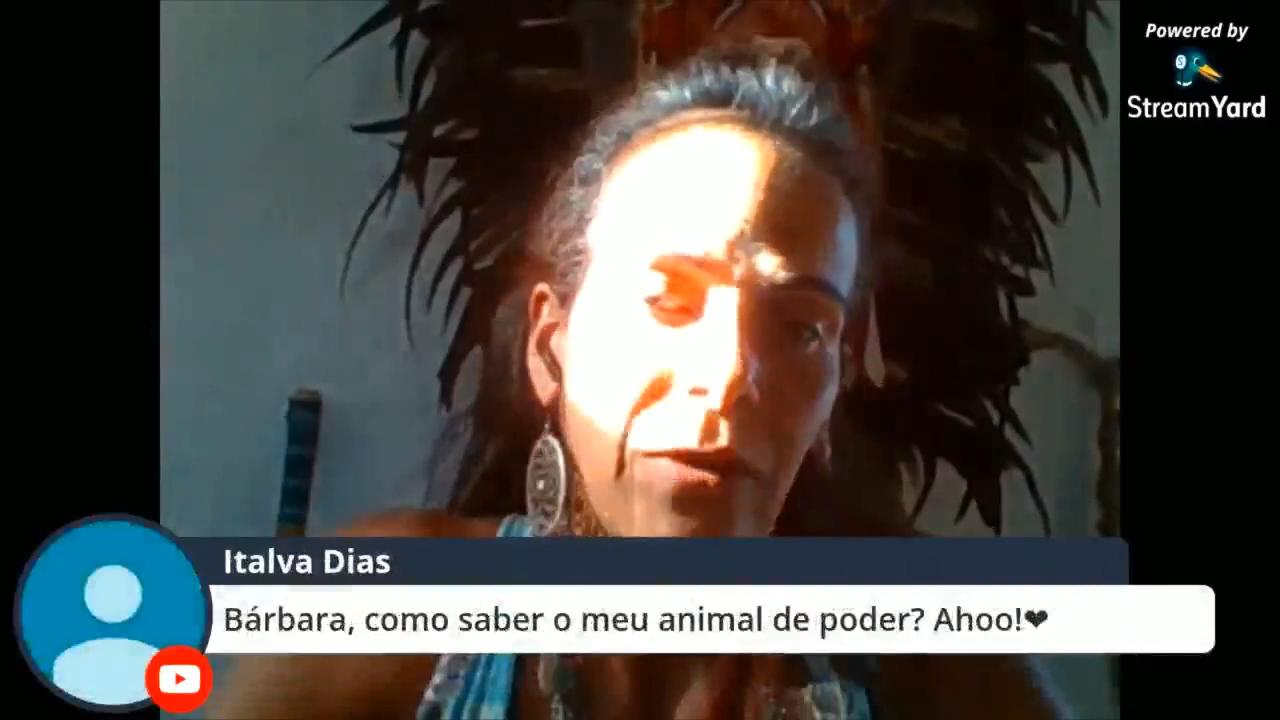 Powered by
StreamYard
Italva Dias
Bárbara, como saber o meu animal de poder? Ahoo!❤